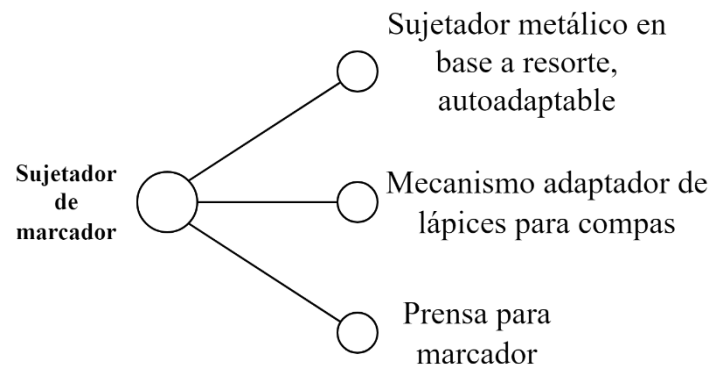 Sujetador metálico en
base a resorte,
autoadaptable
Sujetador
de
marcador
Mecanismo adaptador de
lápices para compas
Prensa para
marcador